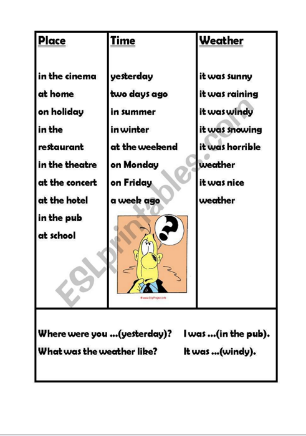 Place
in the cinema
at home
on holiday
in the
restaurant
in the theatre
at the concert
at the hotel
in the pub
at school
Time
yesterday
two days ago
in summer
in winter
at the weekend
on Monday
on Friday
a week ago
?
Weather
it was sunny
it was raining
it was windy
it was snowing
it was horrible
weather
it was nice
weather
Where were you ...(yesterday)? I was ...(in the pub).
What was the weather like? It was ...(windy).
ESLprintables.com